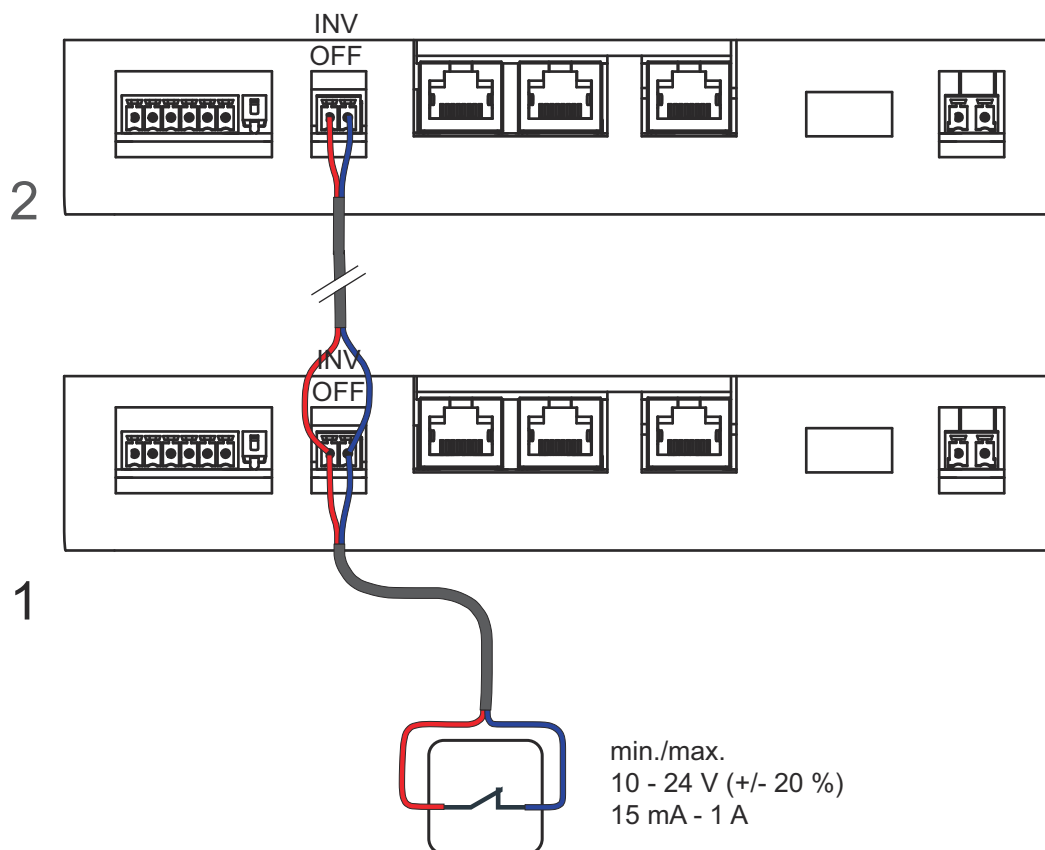 INV
OFF
2
INV
OFF
1
min./max.
10 - 24 V (+/- 20 %)
15 mA - 1 A